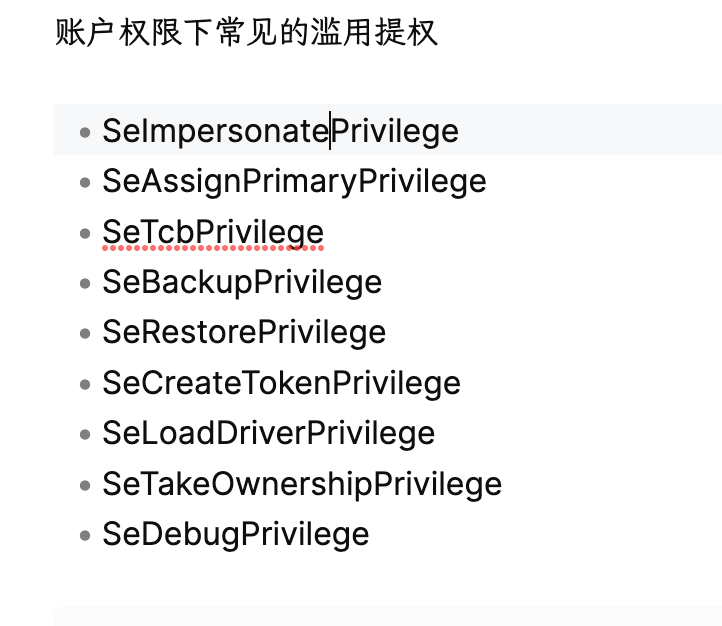 账户权限下常见的滥用提权
SeImpersonatePrivilege
SeAssignPrimaryPrivilege
SeTcbPrivilege
SeBackupPrivilege
SeRestorePrivilege
SeCreateTokenPrivilege
SeLoadDriverPrivilege
SeTakeOwnershipPrivilege
SeDebugPrivilege